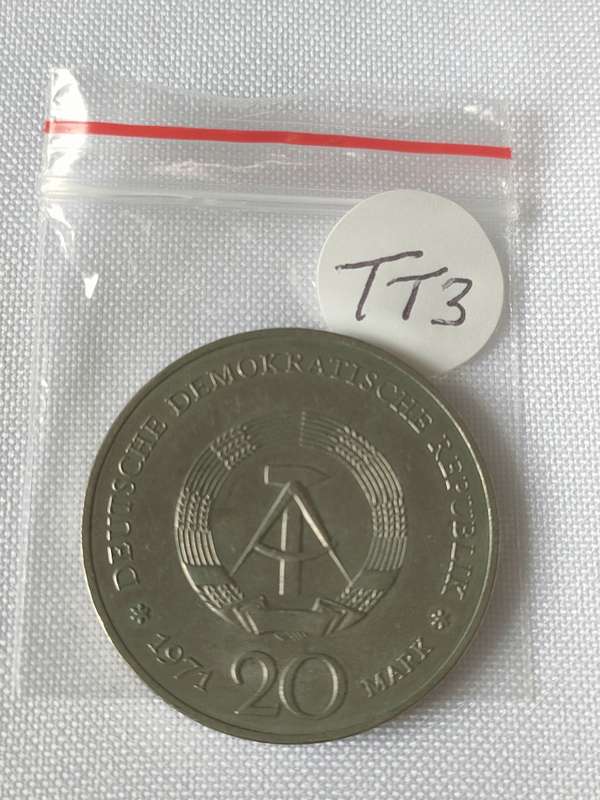 TT3
DEUTSCHE DEMOKRATISCHE REPUBLIK
* 1971 20 MARK *